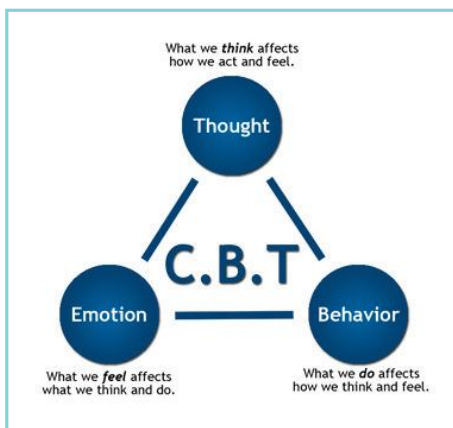 What we think affects
how we act and feel.
Thought
C.B.T
Emotion
Behavior
What we feel affects
what we think and do.
What we do affects
how we think and feel.